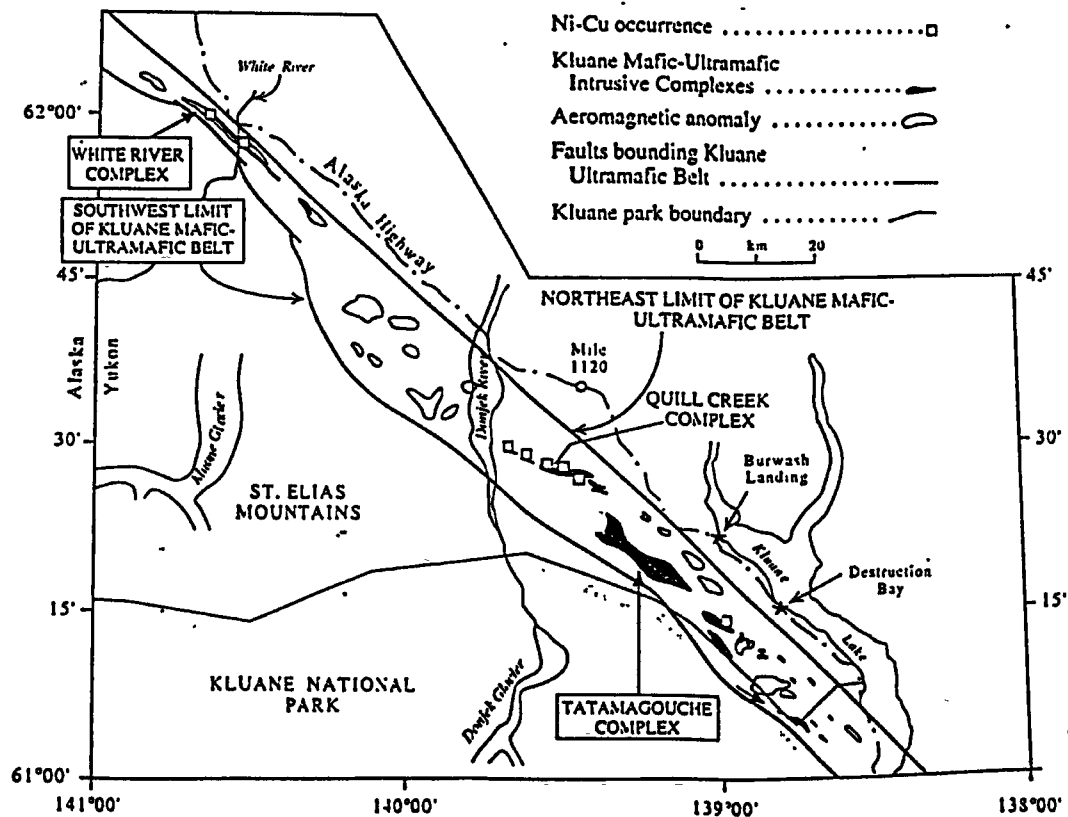 Ni-Cu occurrence
Kluane Mafic-Ultramafic
Intrusive Complexes
Aeromagnetic anomaly
Faults bounding Kluane
Ultramafic Belt
Kluane park boundary
0 km 20
White River
62°00'
WHITE RIVER
COMPLEX
SOUTHWEST LIMIT
OF KLUANE MAFIC-
ULTRAMAFIC BELT
Alaska Highway
45'
45'
NORTHEAST LIMIT OF KLUANE MAFIC-
ULTRAMAFIC BELT
Alaska
Yukon
Mile
1120
Donjek River
QUILL CREEK
COMPLEX
30'
30'
Kluane Glacier
Burwash
Landing
ST. ELIAS
MOUNTAINS
Kluane
Lake
Destruction
Bay
15'
15'
KLUANE NATIONAL
PARK
Donjek Glacier
TATAMAGOUCHE
COMPLEX
61°00'
141°00'
140°00'
139°00'
138°00'